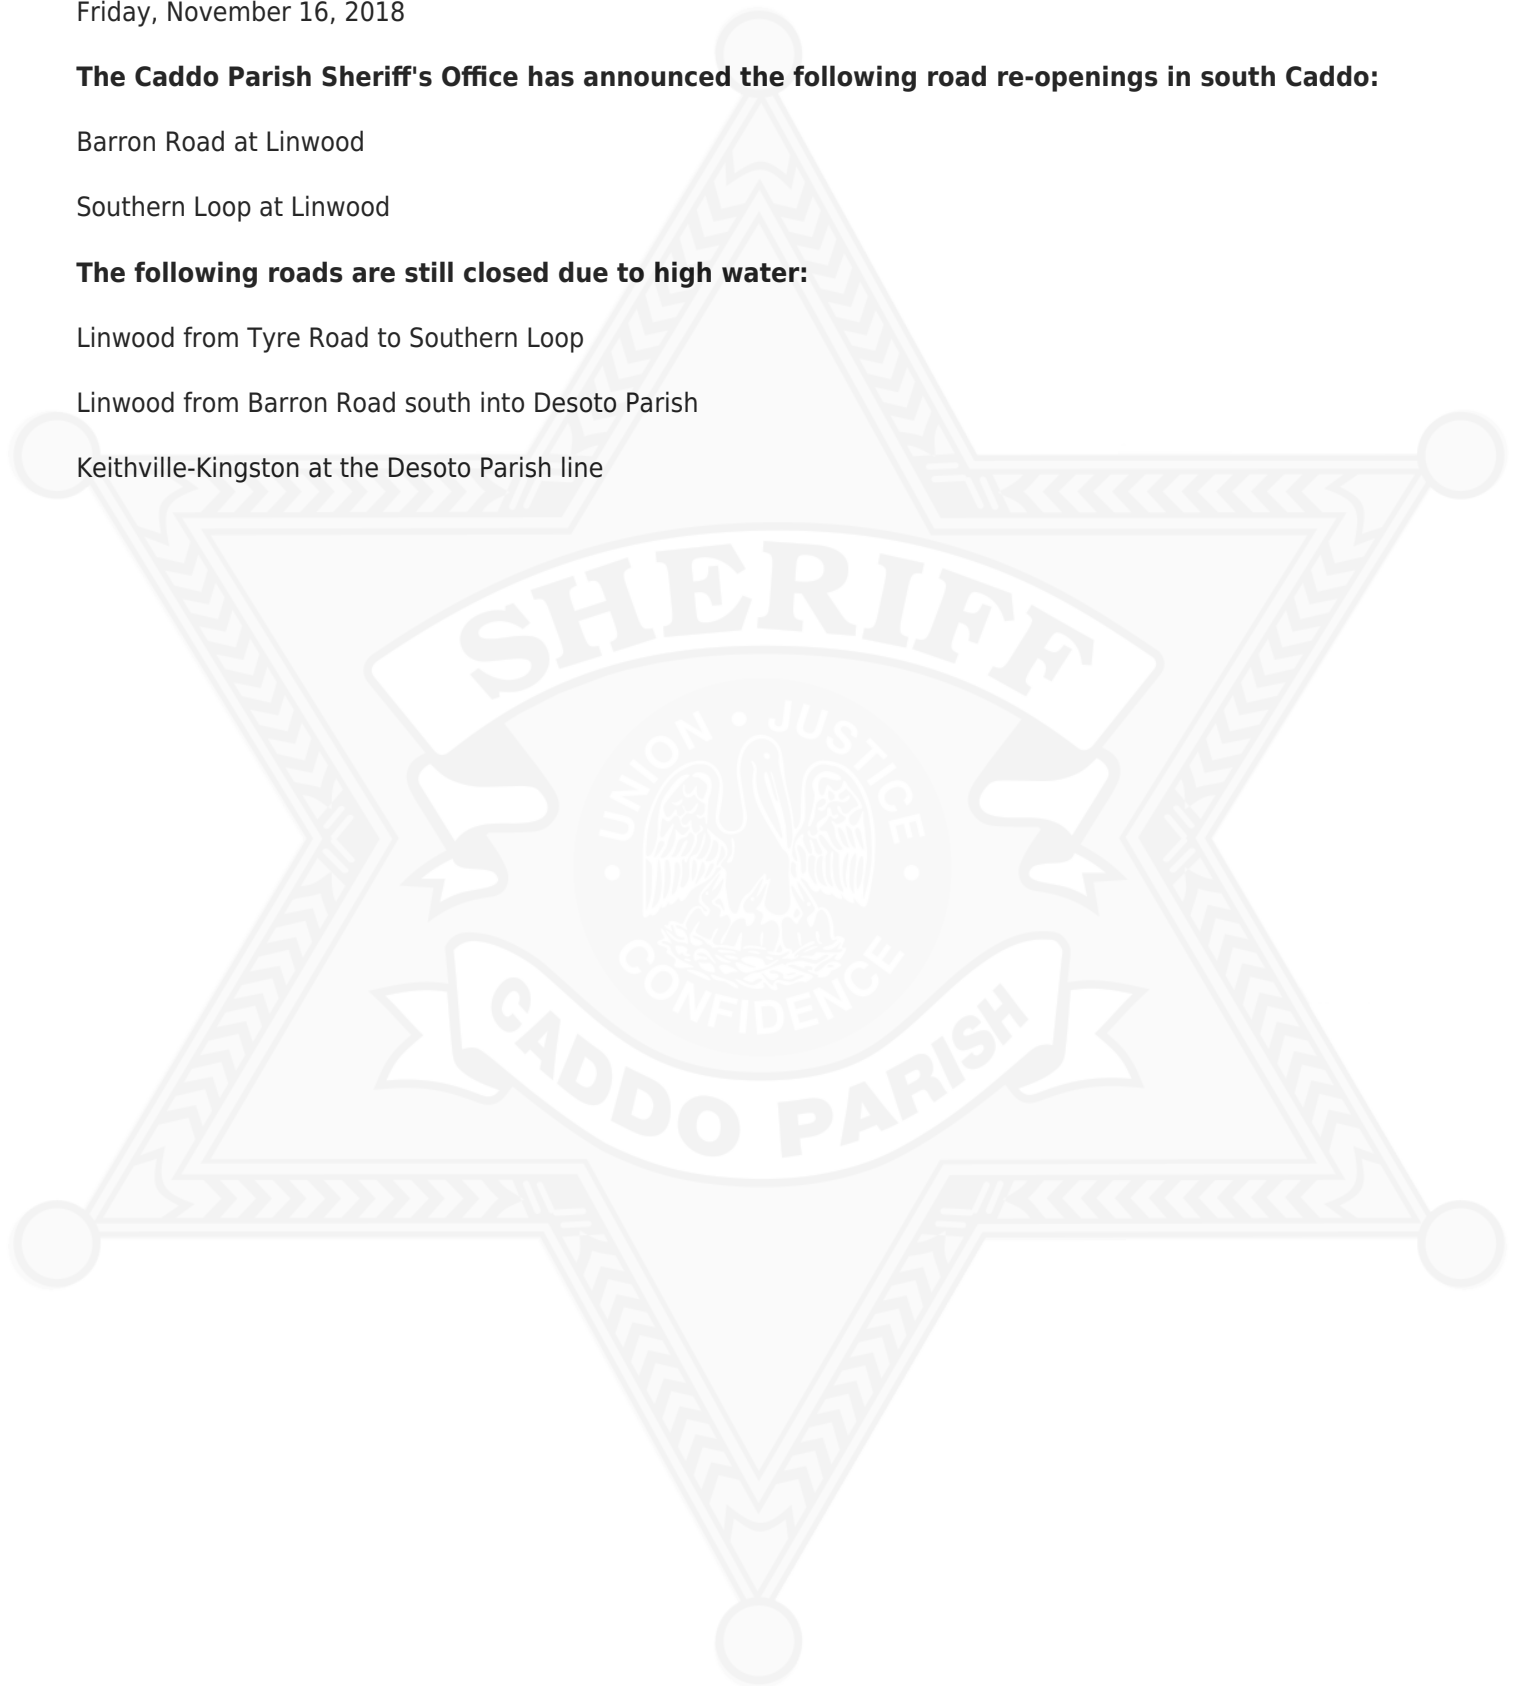 Friday, November 16, 2018
The Caddo Parish Sheriff's Office has announced the following road re-openings in south Caddo:
Barron Road at Linwood
Southern Loop at Linwood
The following roads are still closed due to high water:
Linwood from Tyre Road to Southern Loop
Linwood from Barron Road south into Desoto Parish
Keithville-Kingston at the Desoto Parish line
SHERIFF
UNION • JUSTICE
• CONFIDENCE •
CADDO PARISH